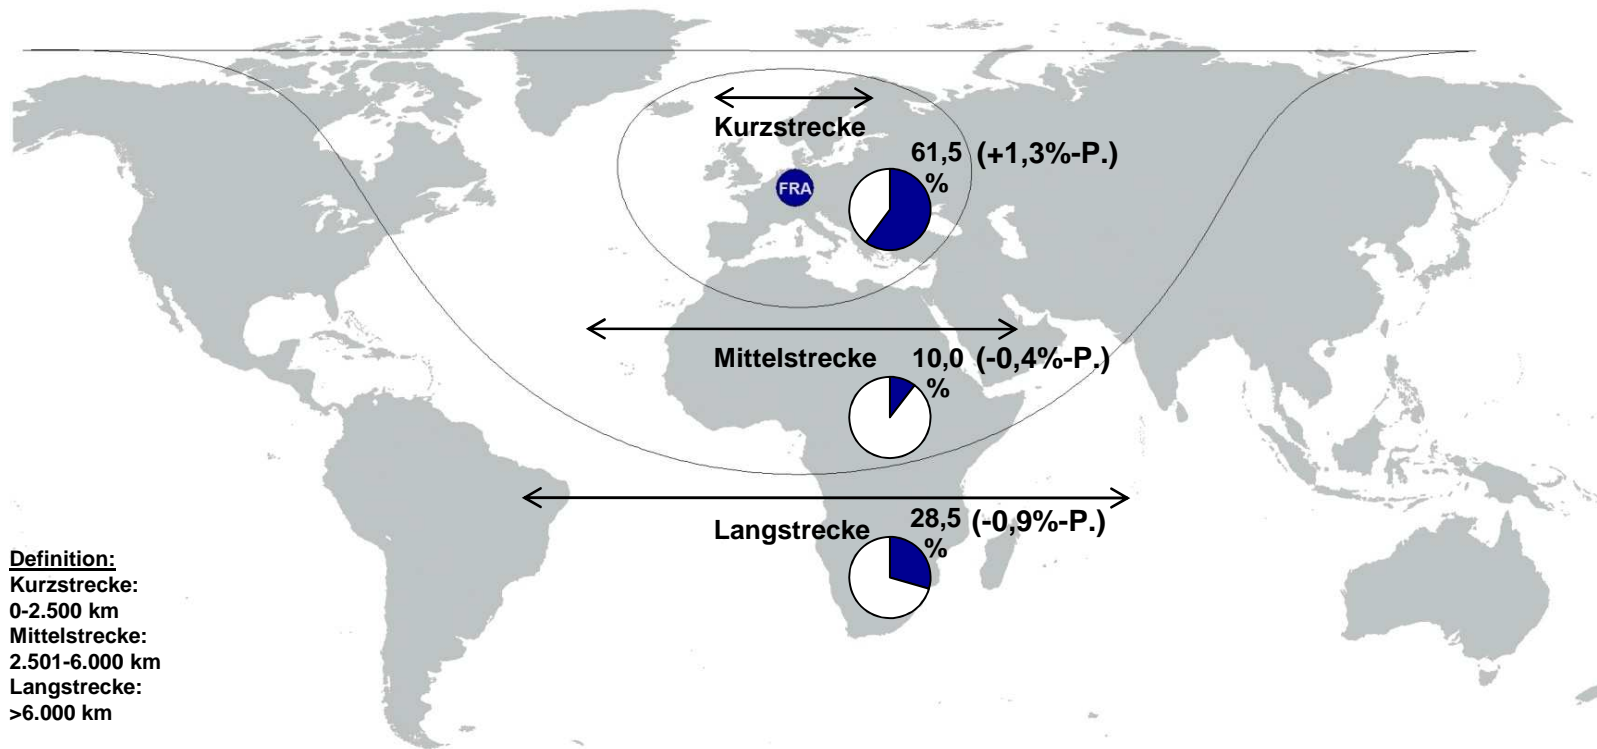 Kurzstrecke
61,5 (+1,3%-P.)
%
FRA
Mittelstrecke 10,0 (-0,4%-P.)
%
Langstrecke 28,5 (-0,9%-P.)
%
Definition:
Kurzstrecke:
0-2.500 km
Mittelstrecke:
2.501-6.000 km
Langstrecke:
>6.000 km